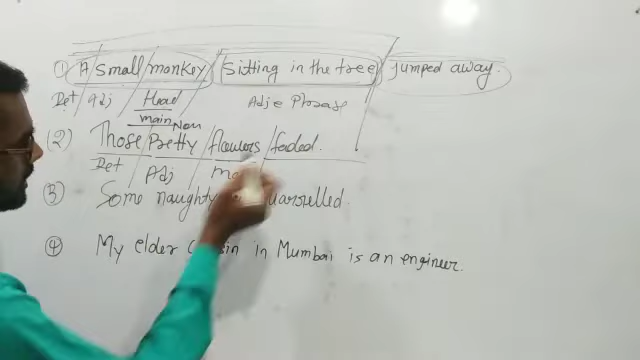 ① A/small/monkey (Sitting in the tree) jumped away.
Det/adj/Head Adje Phrase
main Noun
(2) Those/Pretty/flowers/faded.
Det Adj
③ Some naughty quarrelled.
④ My elder in Mumbai is an engineer.